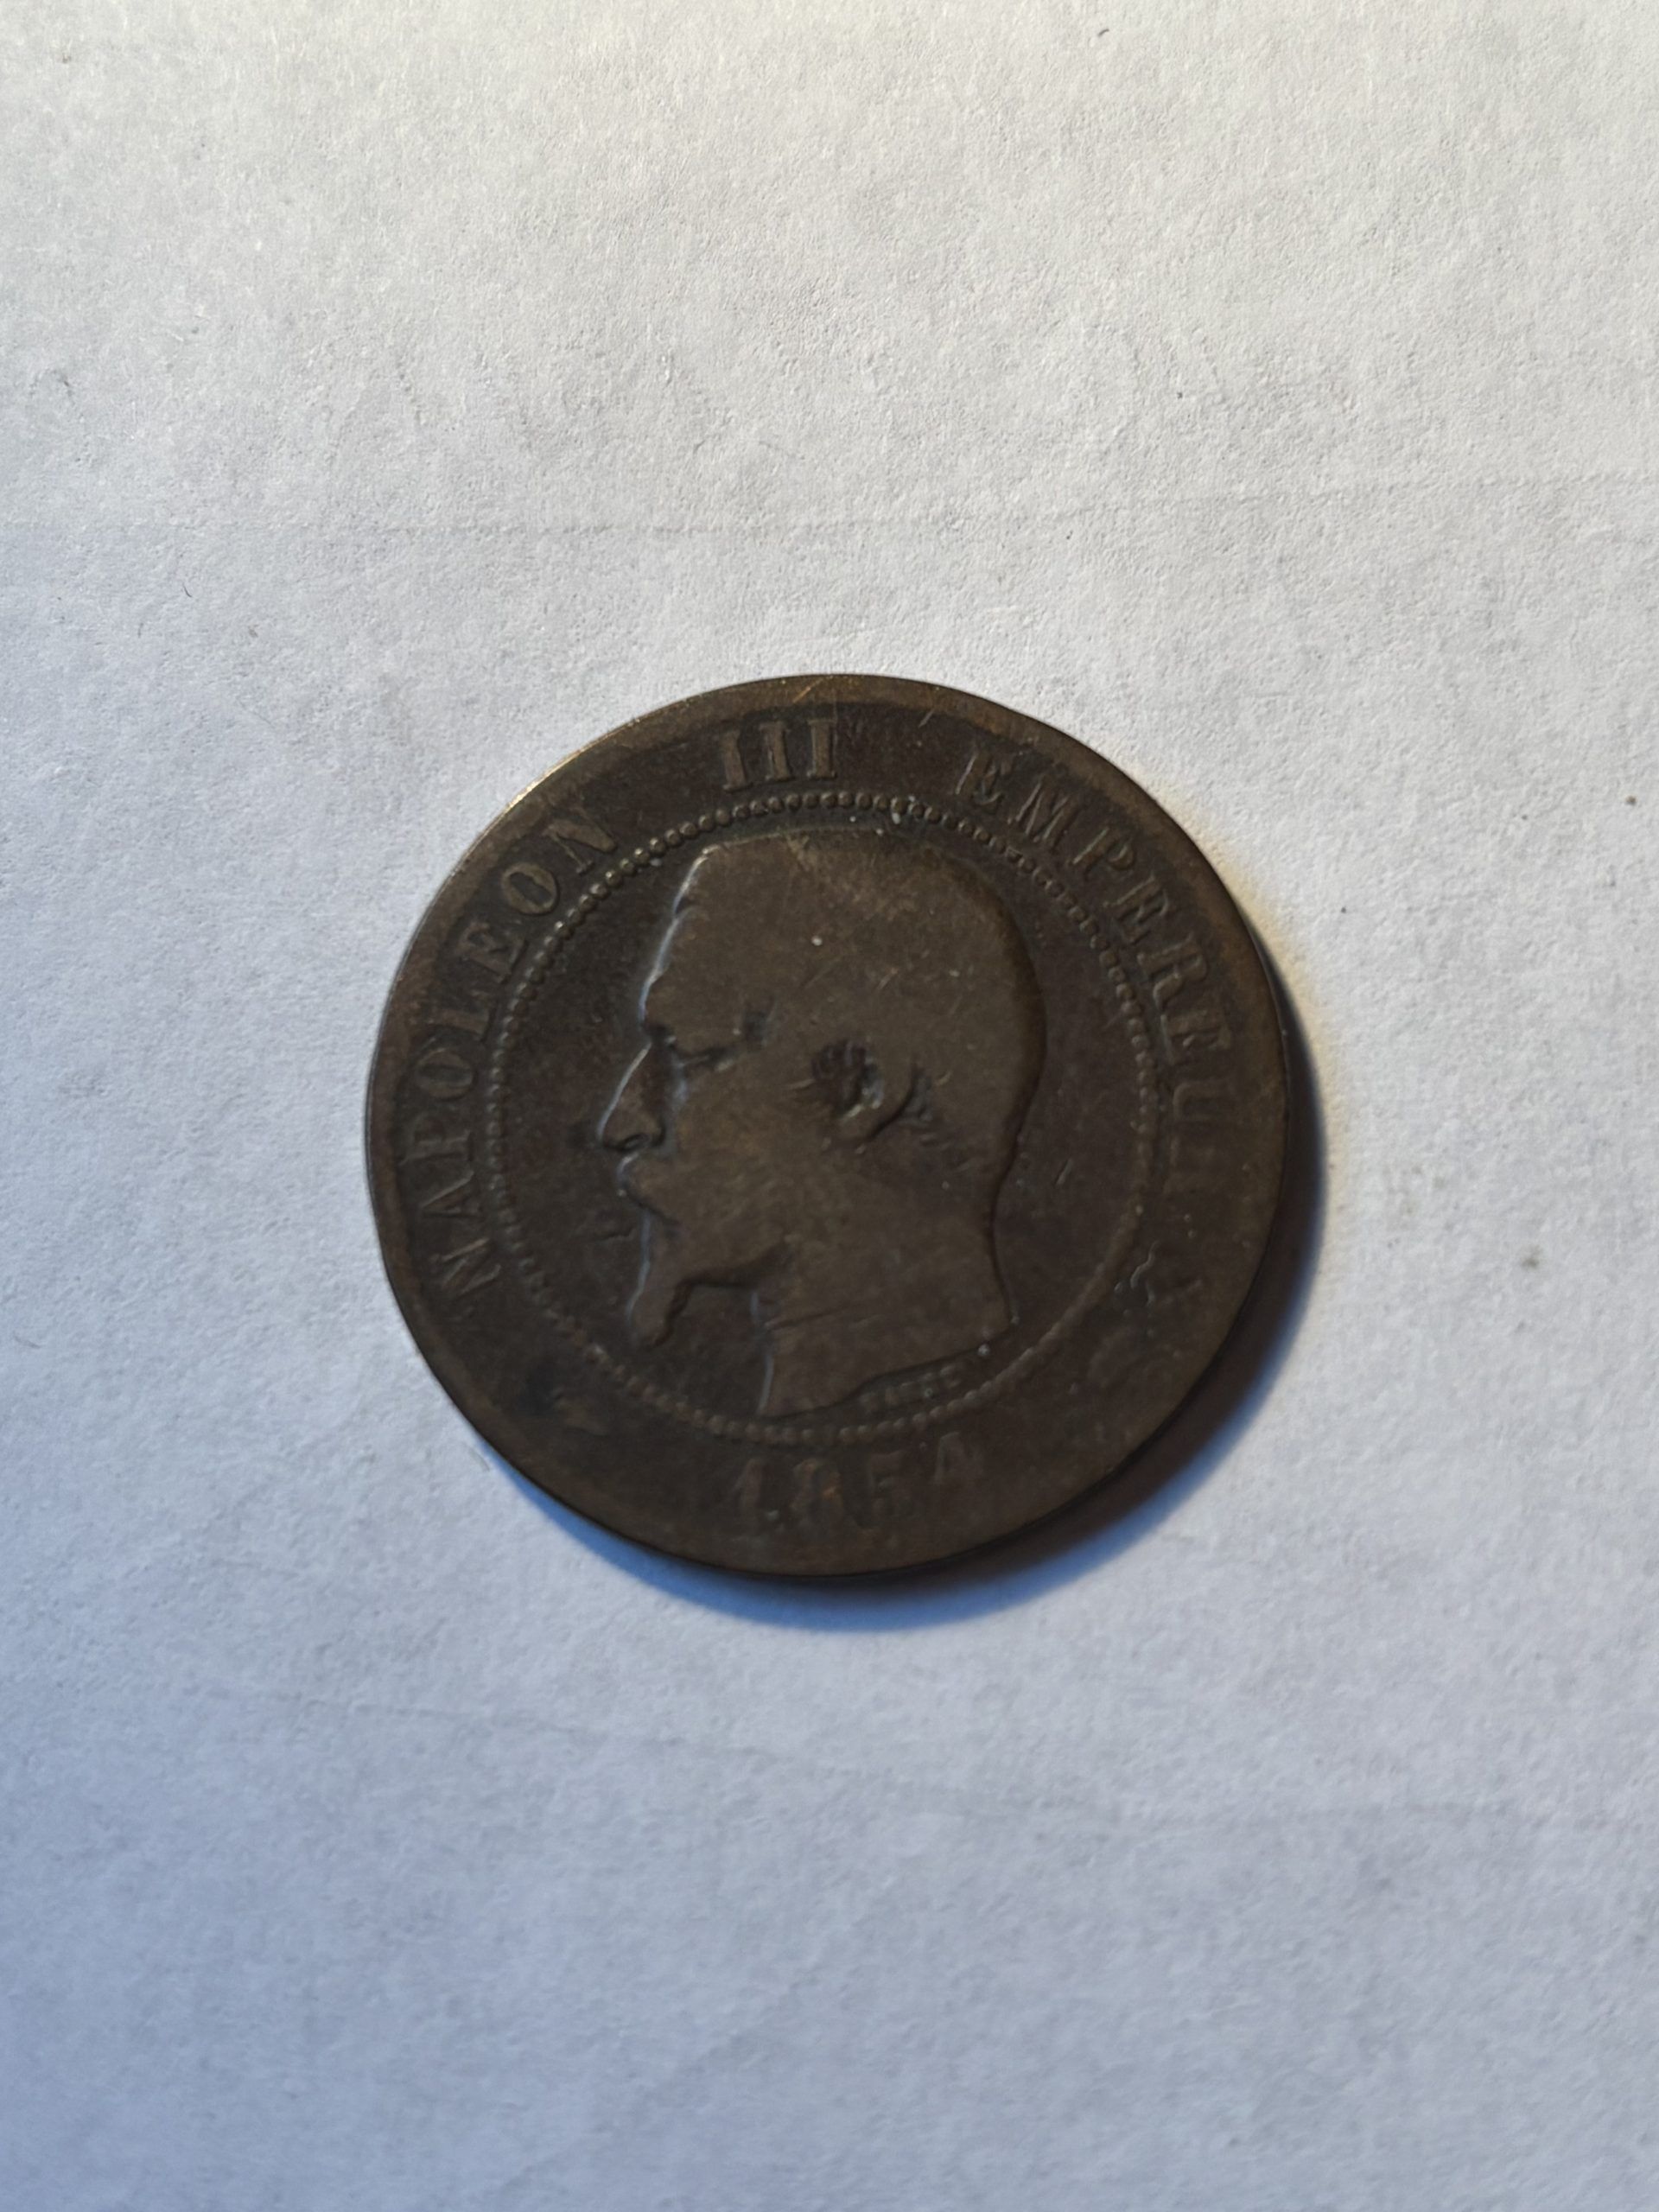 NAPOLEON III EMPEREUR
1854